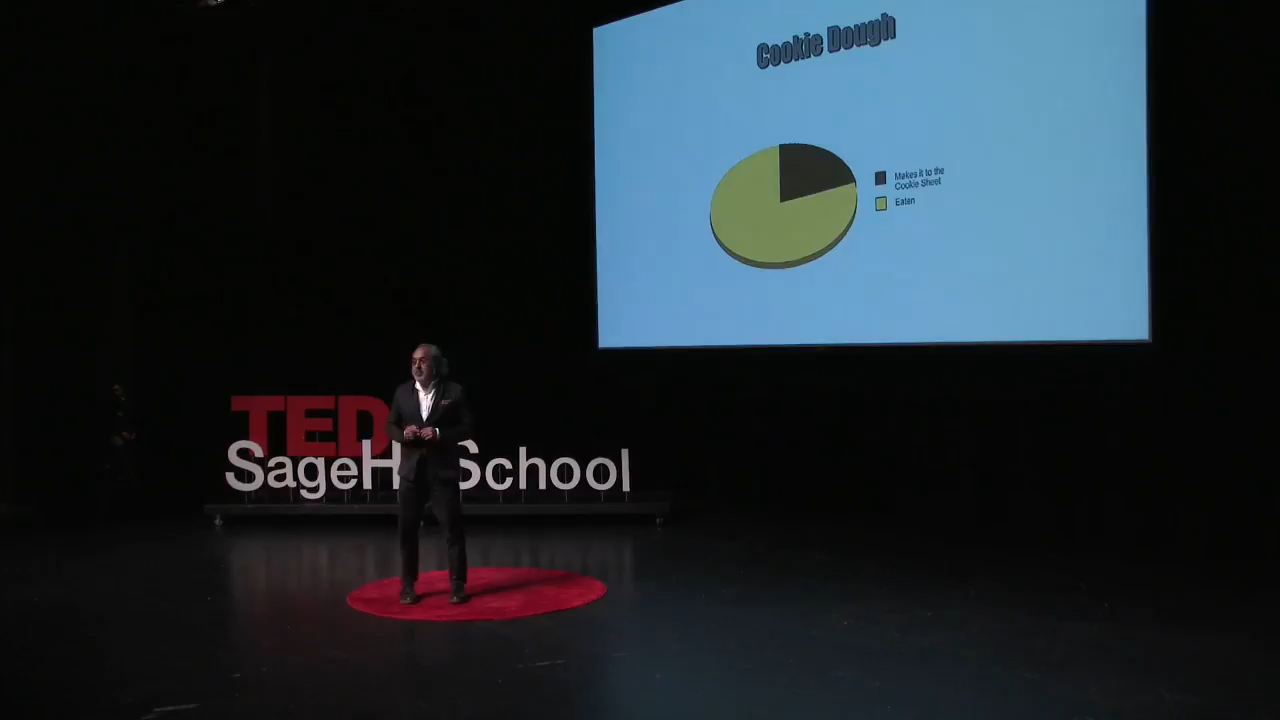 Cookie Dough
Makes it to the
Cookie Sheet
Eaten
TED
SageH School